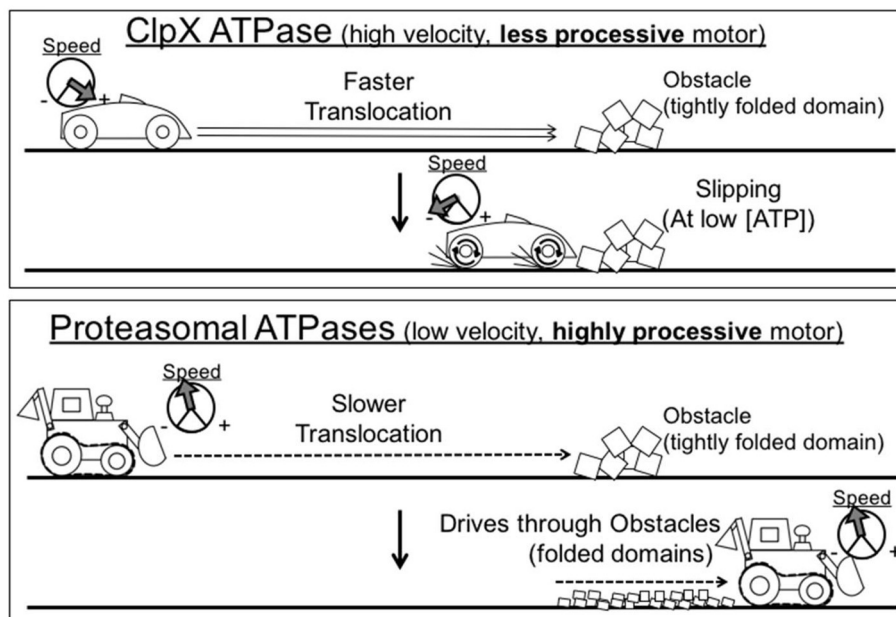 ClpX ATPase (high velocity, less processive motor)
Speed
- +
Faster
Translocation
Obstacle
(tightly folded domain)
Speed
- +
Slipping
(At low [ATP])
Proteasomal ATPases (low velocity, highly processive motor)
Speed
- +
Slower
Translocation
Obstacle
(tightly folded domain)
Speed
- +
Drives through Obstacles
(folded domains)